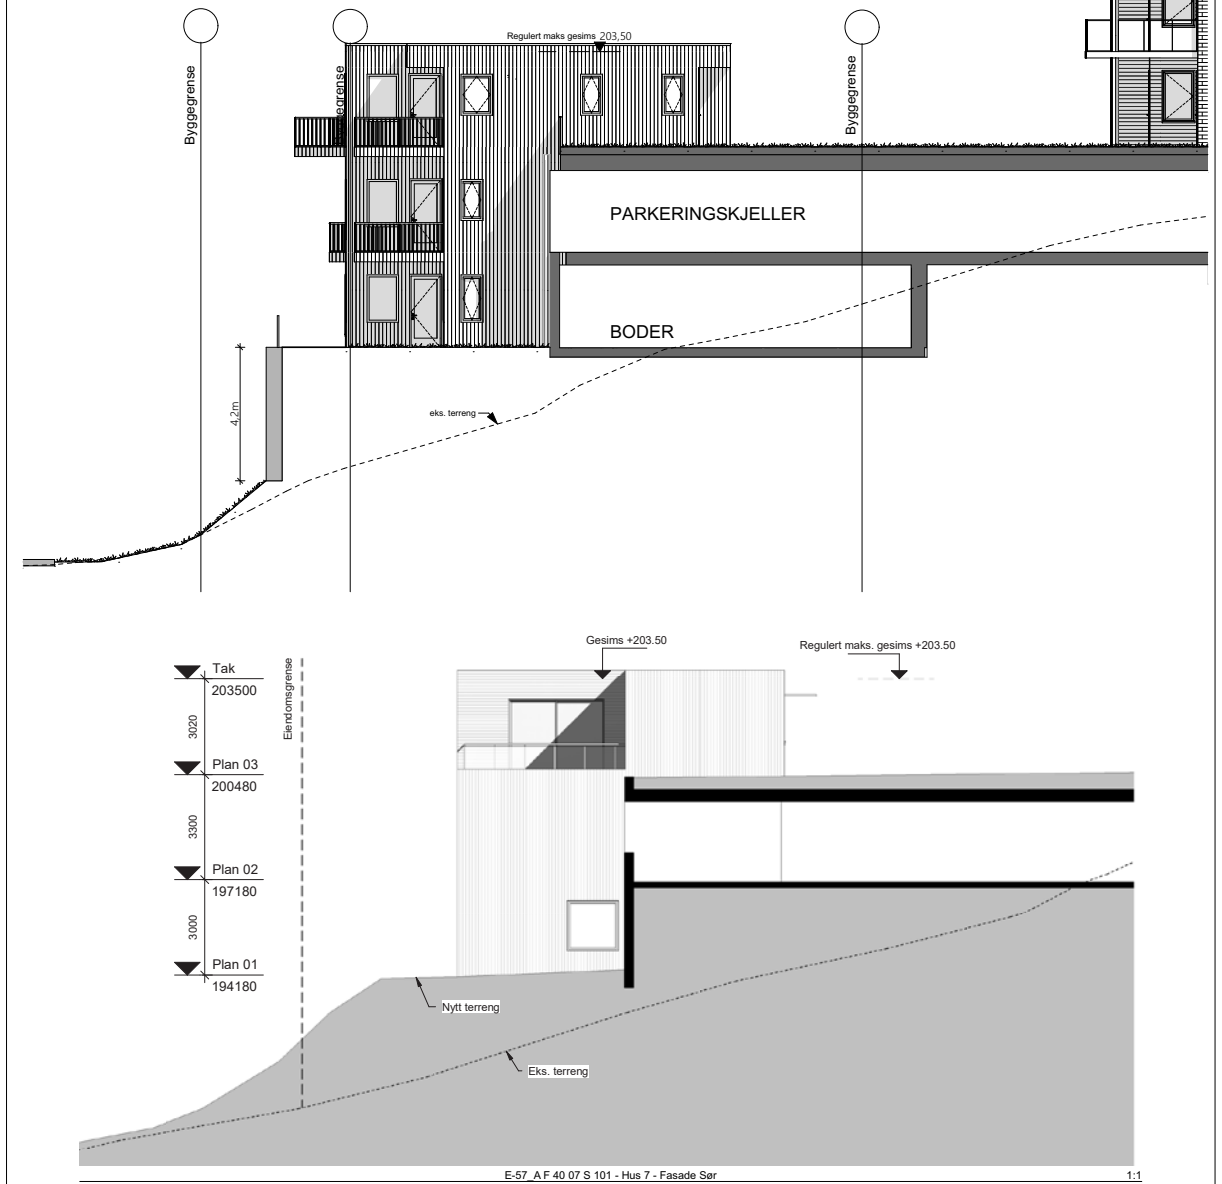 Regulert maks gesims 203,50
Byggegrense
Byggegrense
Byggegrense
PARKERINGSKJELLER
BODER
4,2m
eks. terreng
Gesims +203.50
Regulert maks. gesims +203.50
Eiendomsgrense
Tak
203500
3020
Plan 03
200480
3300
Plan 02
197180
3000
Plan 01
194180
Nytt terreng
Eks. terreng
E-57_A F 40 07 S 101 - Hus 7 - Fasade Sør
1:1